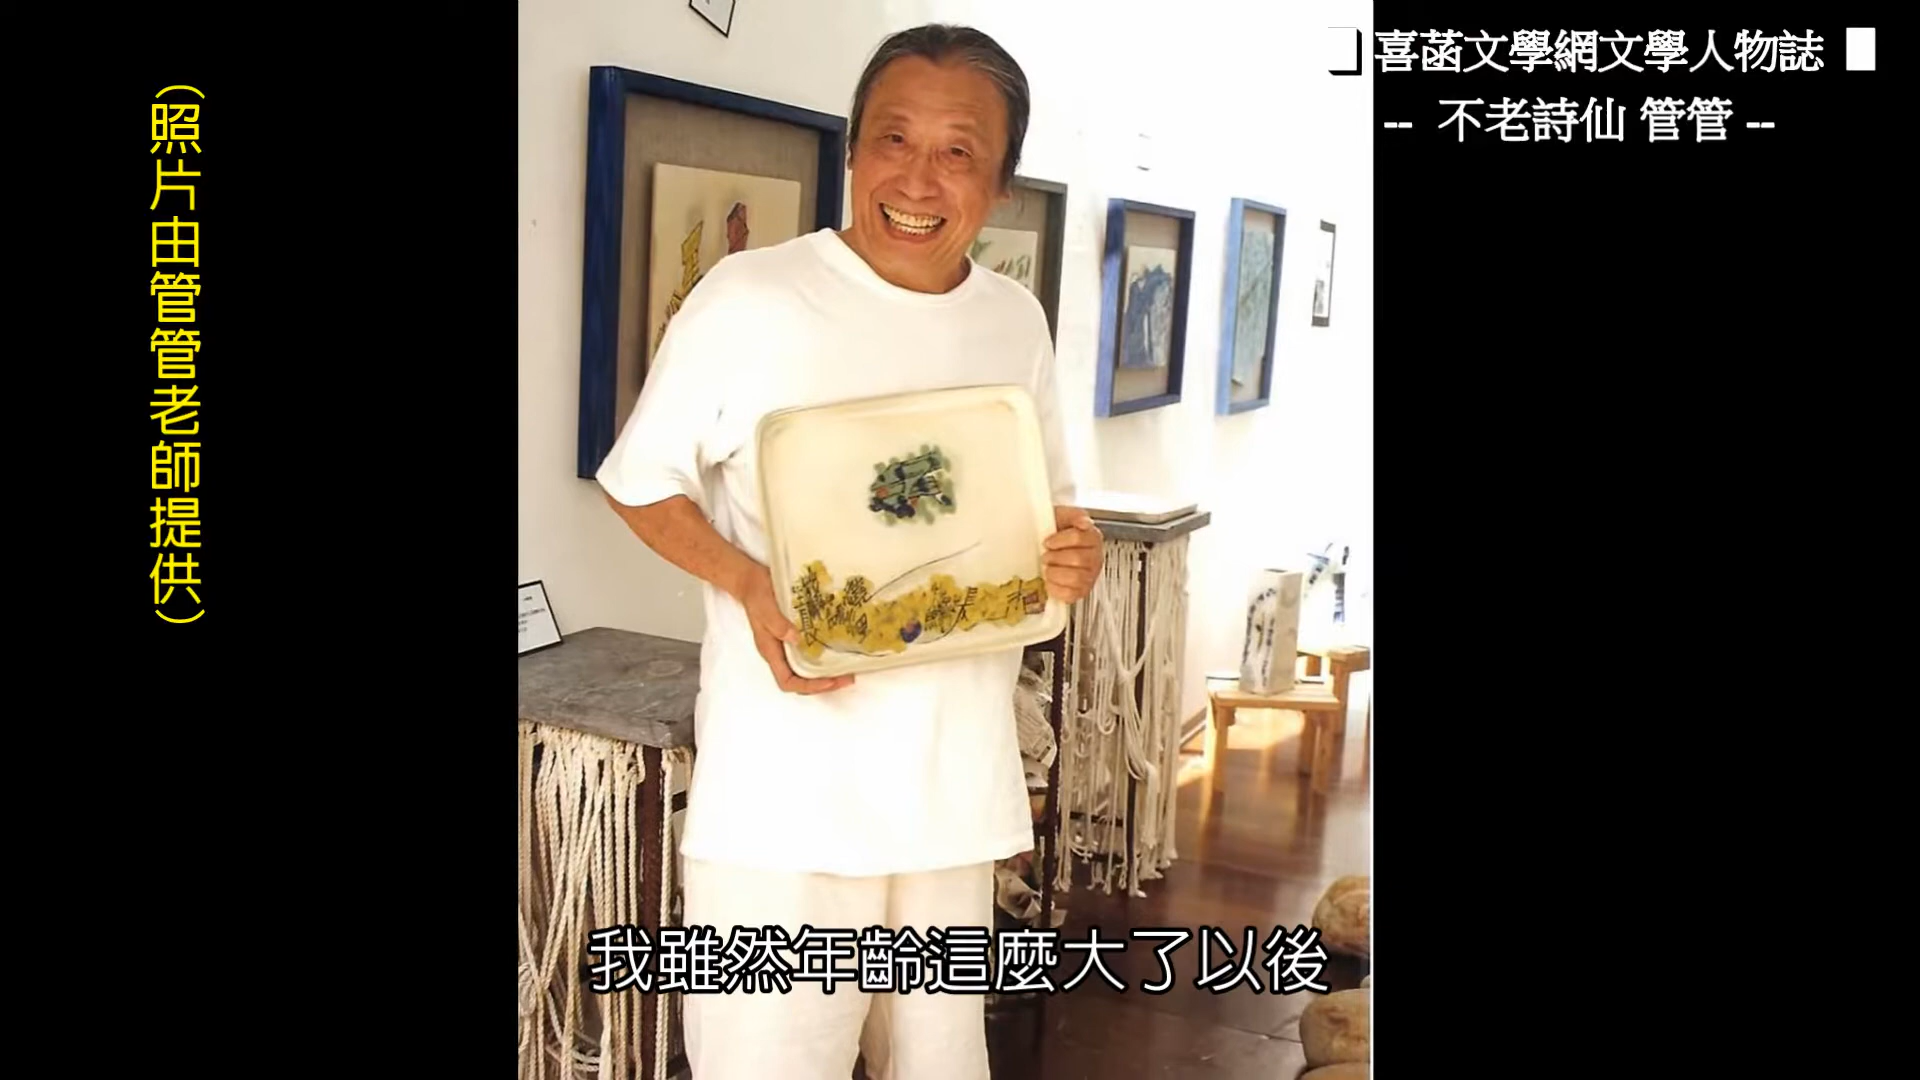 喜菡文學網文學人物誌
-- 不老詩仙 管管 --
(照片由管管老師提供)
我雖然年齡這麼大了以後